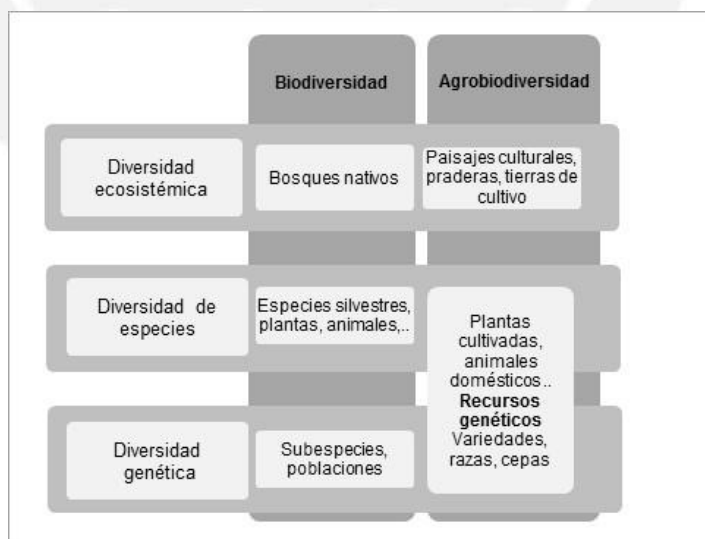 Biodiversidad
Agrobiodiversidad
Diversidad
ecosistémica
Bosques nativos
Paisajes culturales,
praderas, tierras de
cultivo
Diversidad de
especies
Especies silvestres,
plantas, animales,..
Plantas
cultivadas,
animales
domésticos..
Recursos
genéticos
Variedades,
razas, cepas
Diversidad
genética
Subespecies,
poblaciones